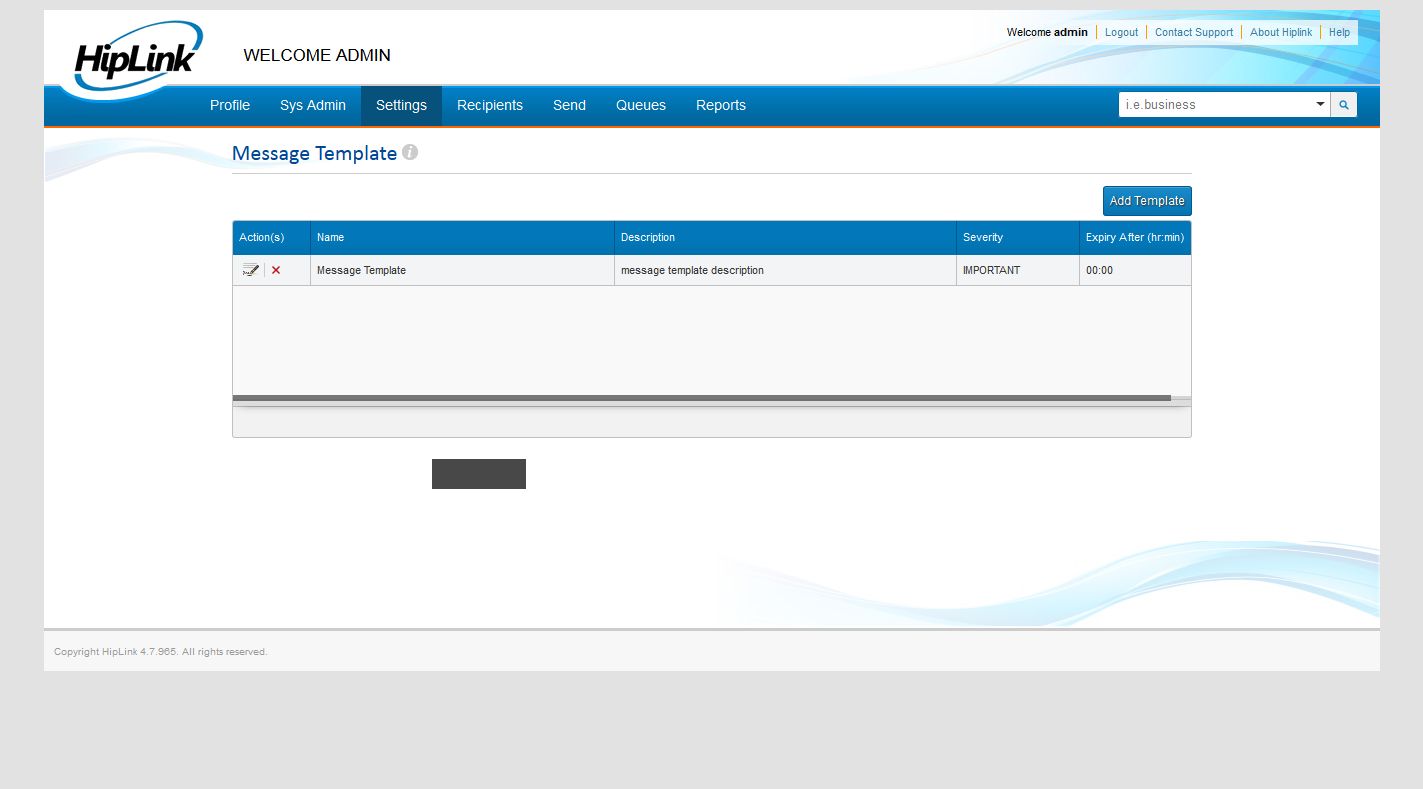 HipLink
WELCOME ADMIN
Welcome admin Logout Contact Support About Hiplink Help
Profile Sys Admin Settings Recipients Send Queues Reports
i.e.business
Message Template i
Add Template
Action(s) Name Description Severity Expiry After (hr:min)
Message Template message template description IMPORTANT 00:00
Copyright HipLink 4.7.965. All rights reserved.